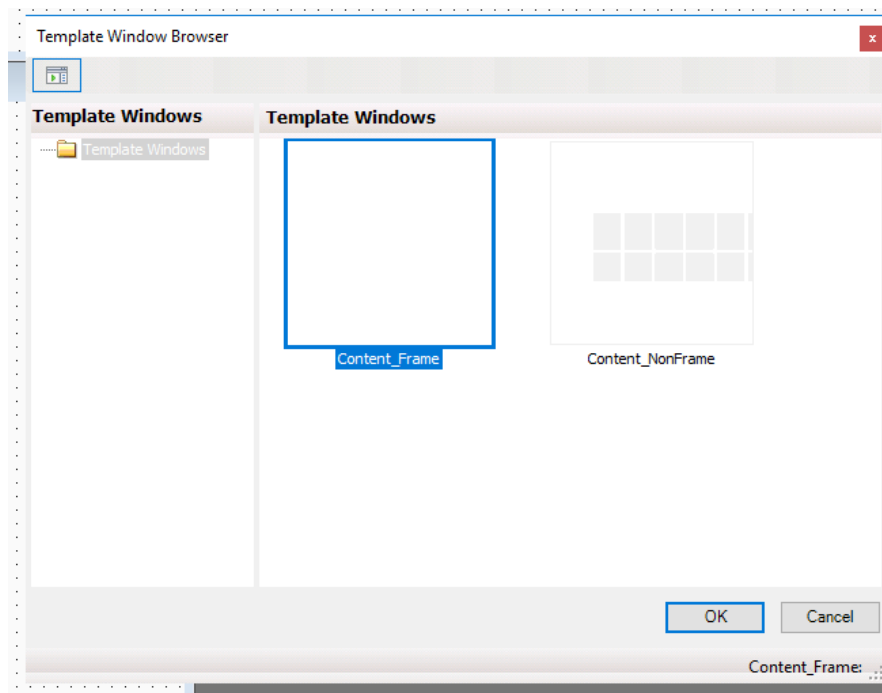 Template Window Browser
x
Template Windows
Template Windows
Template Windows
Content_Frame
Content_NonFrame
OK
Cancel
Content_Frame: